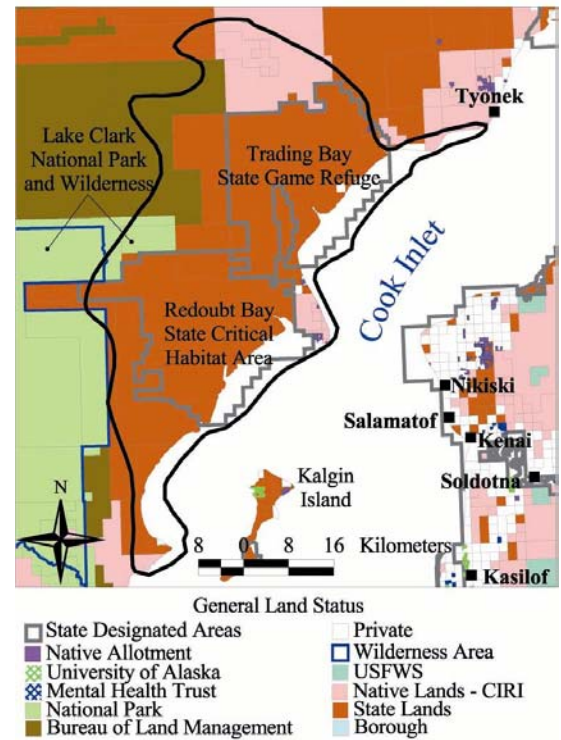 Tyonek
Lake Clark
National Park
and Wilderness
Trading Bay
State Game Refuge
Cook Inlet
Redoubt Bay
State Critical
Habitat Area
Nikiski
Salamatof
Kenai
Soldotna
Kalgin
Island
N
8 0 8 16 Kilometers
Kasilof
General Land Status
State Designated Areas
Native Allotment
University of Alaska
Mental Health Trust
National Park
Bureau of Land Management
Private
Wilderness Area
USFWS
Native Lands - CIRI
State Lands
Borough